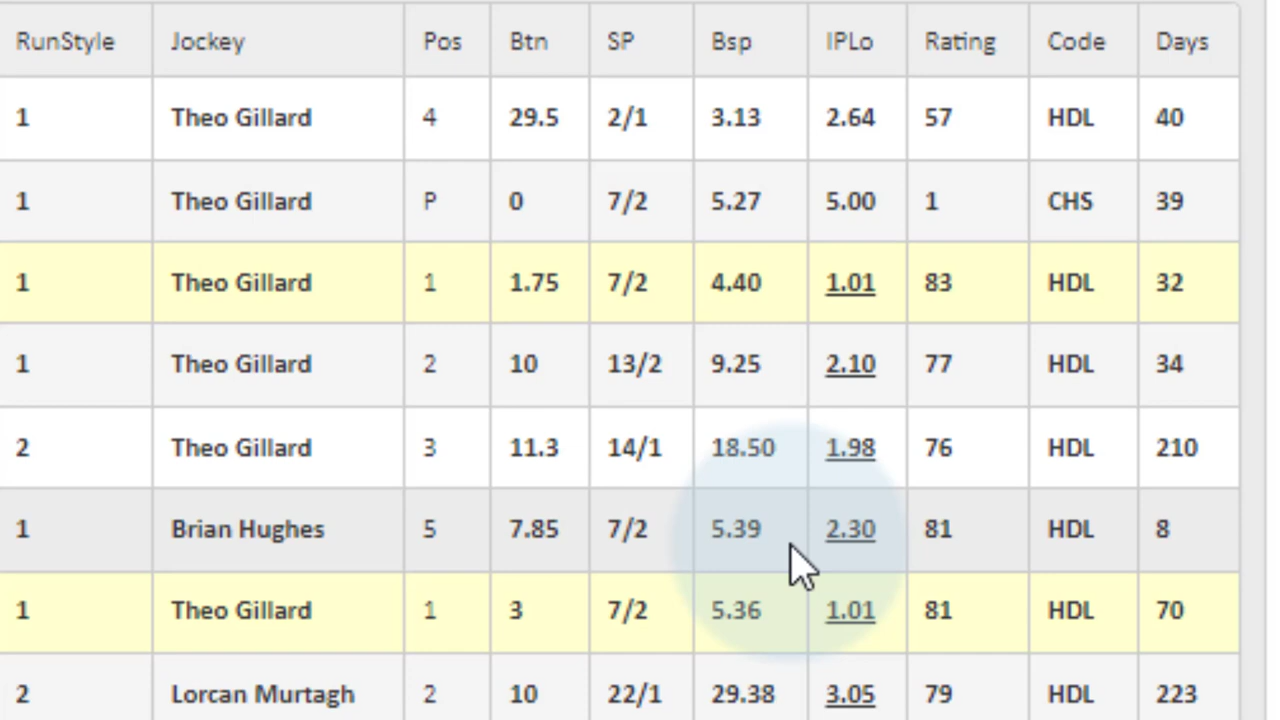 RunStyle Jockey Pos Btn SP Bsp IPLo Rating Code Days
1 Theo Gillard 4 29.5 2/1 3.13 2.64 57 HDL 40
1 Theo Gillard P 0 7/2 5.27 5.00 1 CHS 39
1 Theo Gillard 1 1.75 7/2 4.40 1.01 83 HDL 32
1 Theo Gillard 2 10 13/2 9.25 2.10 77 HDL 34
2 Theo Gillard 3 11.3 14/1 18.50 1.98 76 HDL 210
1 Brian Hughes 5 7.85 7/2 5.39 2.30 81 HDL 8
1 Theo Gillard 1 3 7/2 5.36 1.01 81 HDL 70
2 Lorcan Murtagh 2 10 22/1 29.38 3.05 79 HDL 223